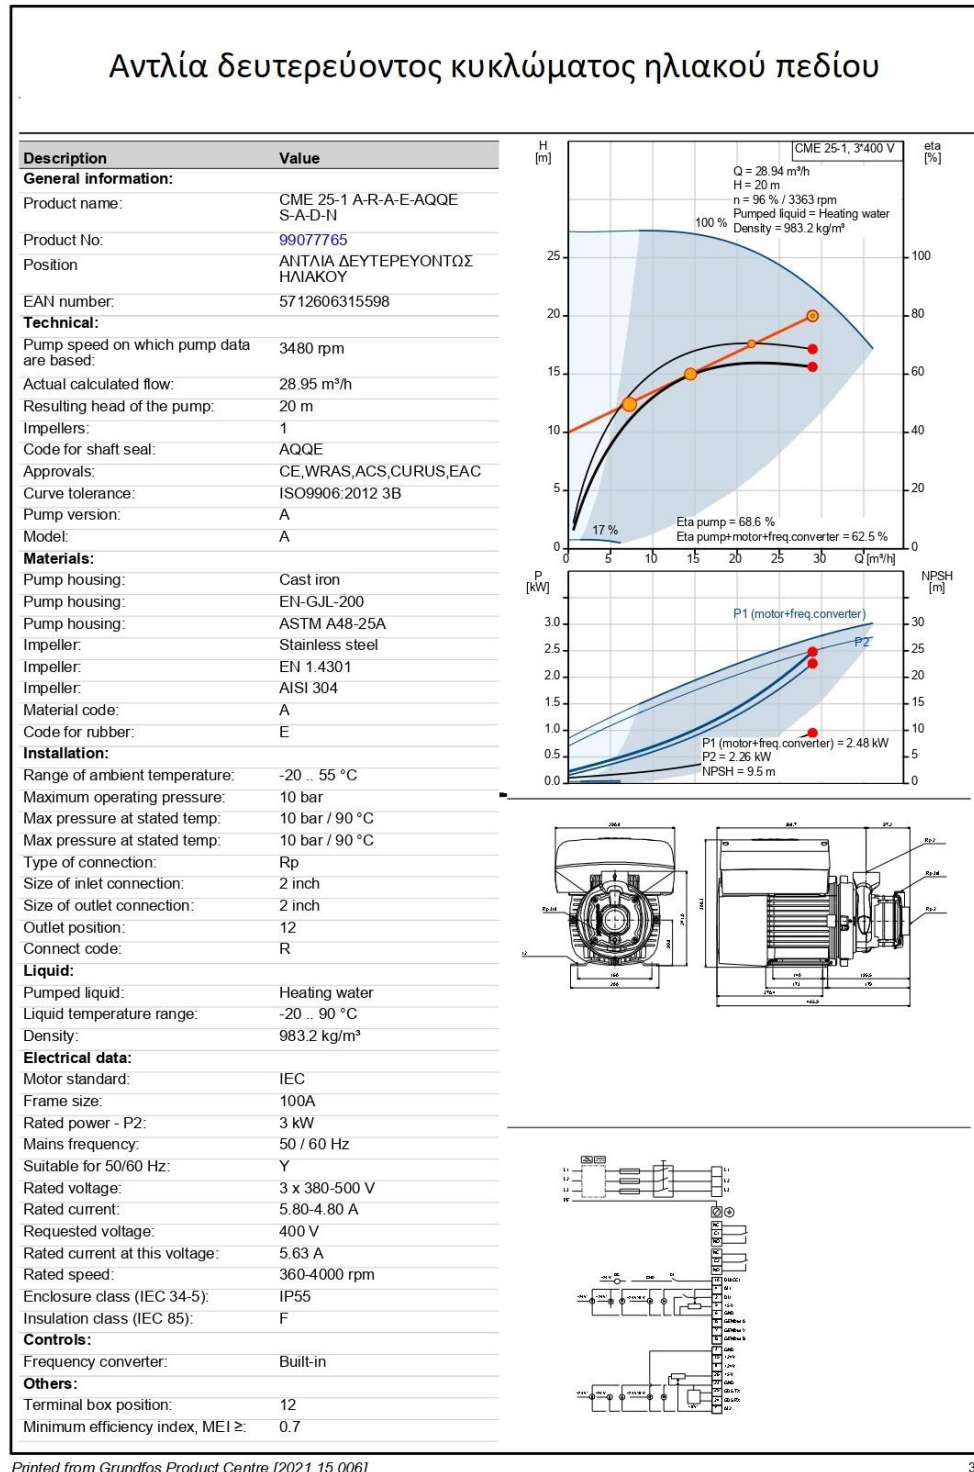 Αντλία δευτερεύοντος κυκλώματος ηλιακού πεδίου
Description Value
General information:
Product name: CME 25-1 A-R-A-E-AQQE
S-A-D-N
Product No: 99077765
Position ΑΝΤΛΙΑ ΔΕΥΤΕΡΕΥΟΝΤΩΣ
ΗΛΙΑΚΟΥ
EAN number: 5712606315598
Technical:
Pump speed on which pump data
are based: 3480 rpm
Actual calculated flow: 28.95 m³/h
Resulting head of the pump: 20 m
Impellers: 1
Code for shaft seal: AQQE
Approvals: CE,WRAS,ACS,CURUS,EAC
Curve tolerance: ISO9906:2012 3B
Pump version: A
Model: A
Materials:
Pump housing: Cast iron
Pump housing: EN-GJL-200
Pump housing: ASTM A48-25A
Impeller: Stainless steel
Impeller: EN 1.4301
Impeller: AISI 304
Material code: A
Code for rubber: E
Installation:
Range of ambient temperature: -20 .. 55 °C
Maximum operating pressure: 10 bar
Max pressure at stated temp: 10 bar / 90 °C
Max pressure at stated temp: 10 bar / 90 °C
Type of connection: Rp
Size of inlet connection: 2 inch
Size of outlet connection: 2 inch
Outlet position: 12
Connect code: R
Liquid:
Pumped liquid: Heating water
Liquid temperature range: -20 .. 90 °C
Density: 983.2 kg/m³
Electrical data:
Motor standard: IEC
Frame size: 100A
Rated power - P2: 3 kW
Mains frequency: 50 / 60 Hz
Suitable for 50/60 Hz: Y
Rated voltage: 3 x 380-500 V
Rated current: 5.80-4.80 A
Requested voltage: 400 V
Rated current at this voltage: 5.63 A
Rated speed: 360-4000 rpm
Enclosure class (IEC 34-5): IP55
Insulation class (IEC 85): F
Controls:
Frequency converter: Built-in
Others:
Terminal box position: 12
Minimum efficiency index, MEI ≥: 0.7
H
[m]
CME 25-1, 3*400 V
eta
[%]
Q = 28.94 m³/h
H = 20 m
n = 96 % / 3363 rpm
Pumped liquid = Heating water
Density = 983.2 kg/m³
100 %
25 100
20 80
15 60
10 40
5 20
0 0
17 %
Eta pump = 68.6 %
Eta pump+motor+freq.converter = 62.5 %
0 5 10 15 20 25 30 Q [m³/h]
P
[kW]
NPSH
[m]
P1 (motor+freq.converter)
P2
3.0 30
2.5 25
2.0 20
1.5 15
1.0 10
0.5 5
0.0 0
P1 (motor+freq.converter) = 2.48 kW
P2 = 2.26 kW
NPSH = 9.5 m
Printed from Grundfos Product Centre [2021.15.006]
3